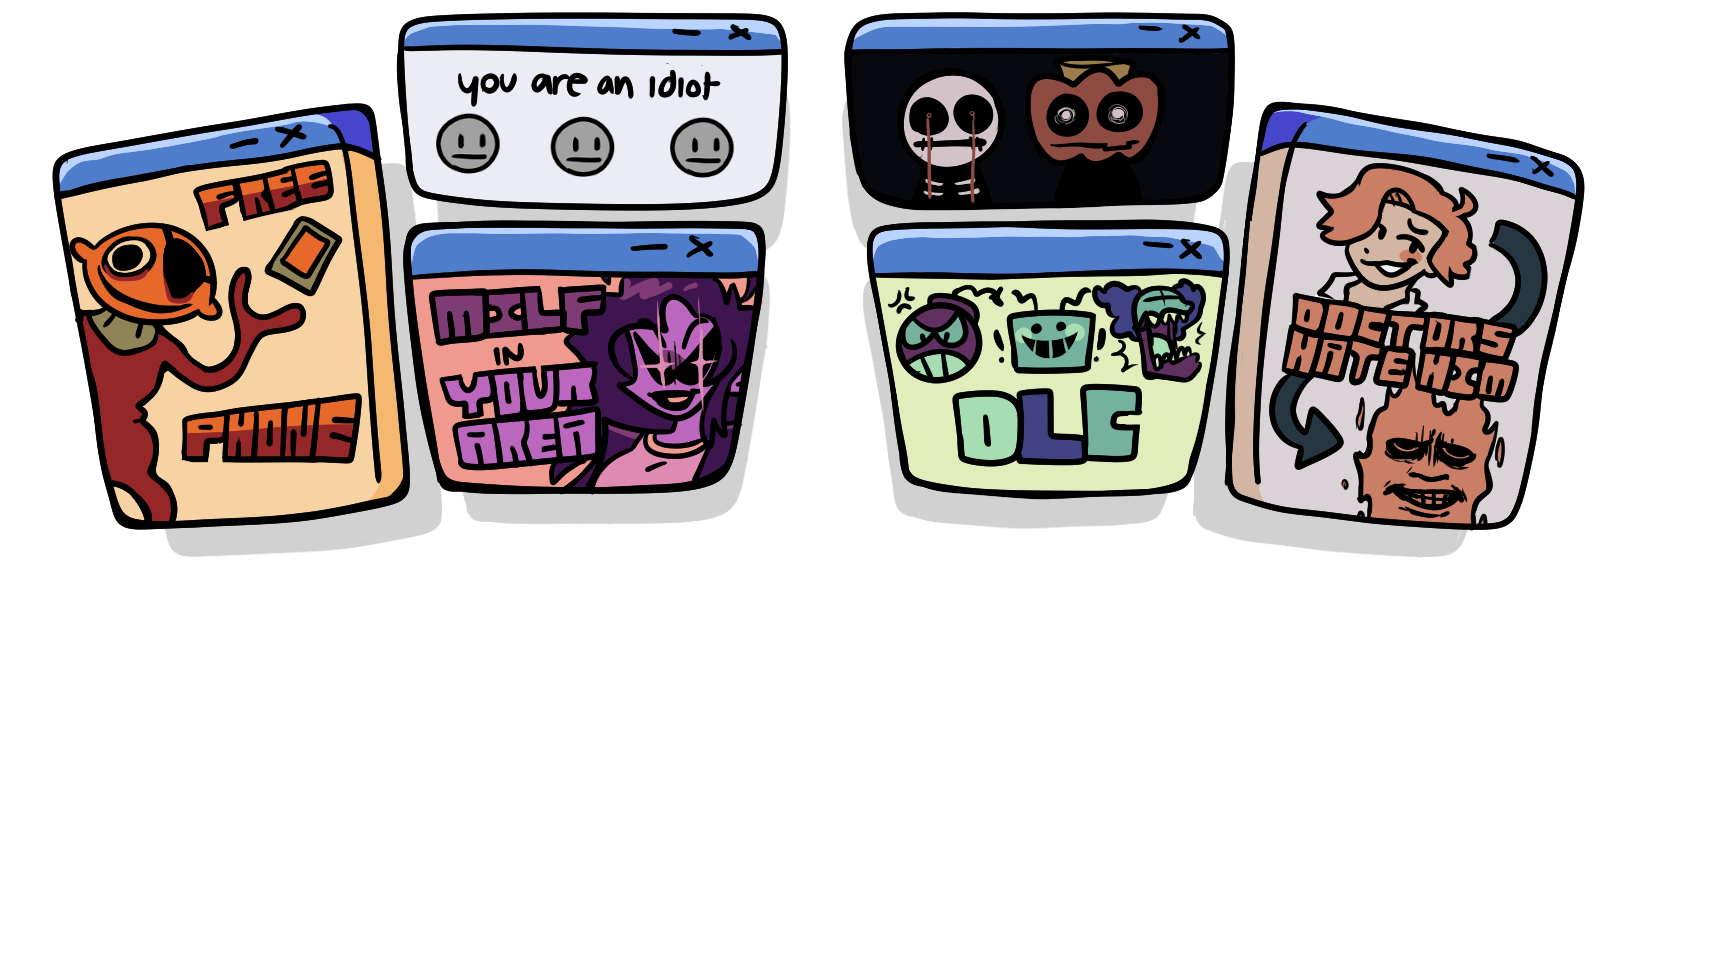 FREE
PHONE
you are an idiot
MILF
IN
YOUR
AREA
DLC
DOCTORS
HATE HIM